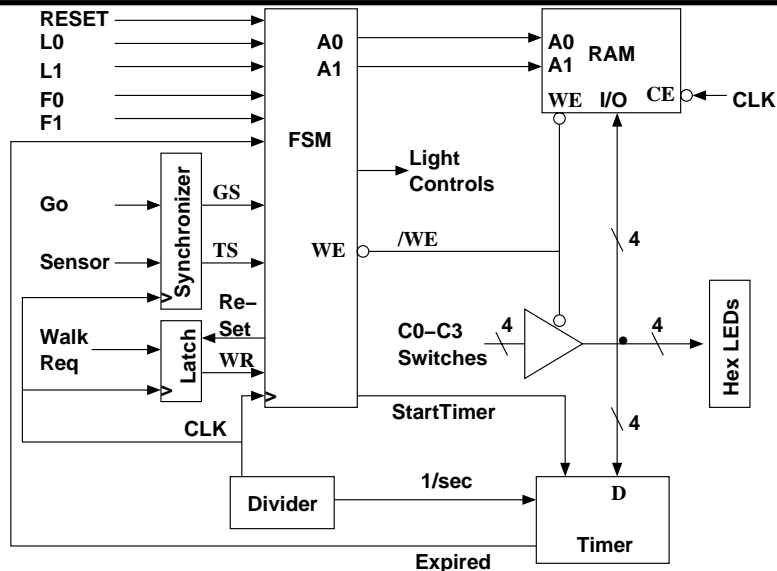 RESET
L0
L1
F0
F1
A0
A1
FSM
A0
A1
RAM
WE
I/O
CE
CLK
Light
Controls
Go
Synchronizer
GS
Sensor
TS
WE
/WE
4
Re–
Set
Walk
Req
Latch
WR
C0–C3
Switches
4
4
Hex LEDs
CLK
StartTimer
4
Divider
1/sec
D
Timer
Expired